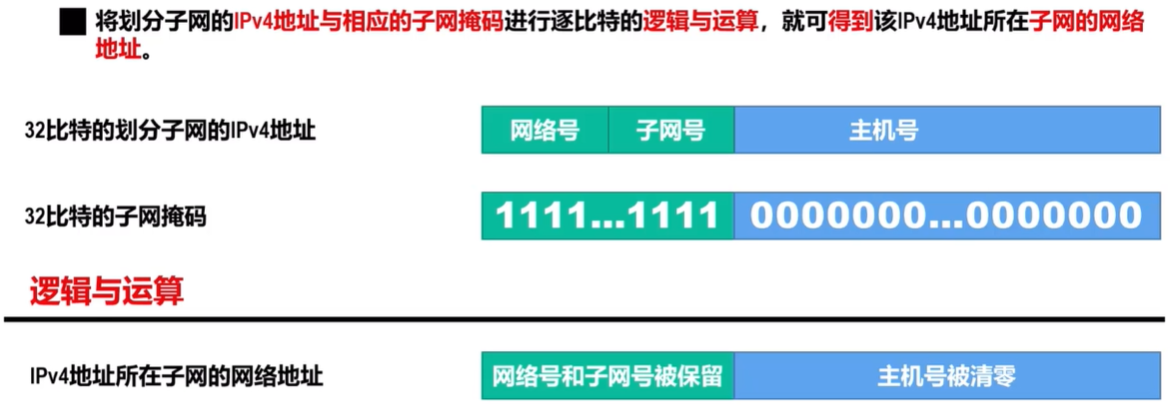 将划分子网的IPv4地址与相应的子网掩码进行逐比特的逻辑与运算，就可得到该IPv4地址所在子网的网络
地址。
32比特的划分子网的IPv4地址 网络号 子网号 主机号
32比特的子网掩码 1111...1111 0000000...0000000
逻辑与运算
IPv4地址所在子网的网络地址 网络号和子网号被保留 主机号被清零